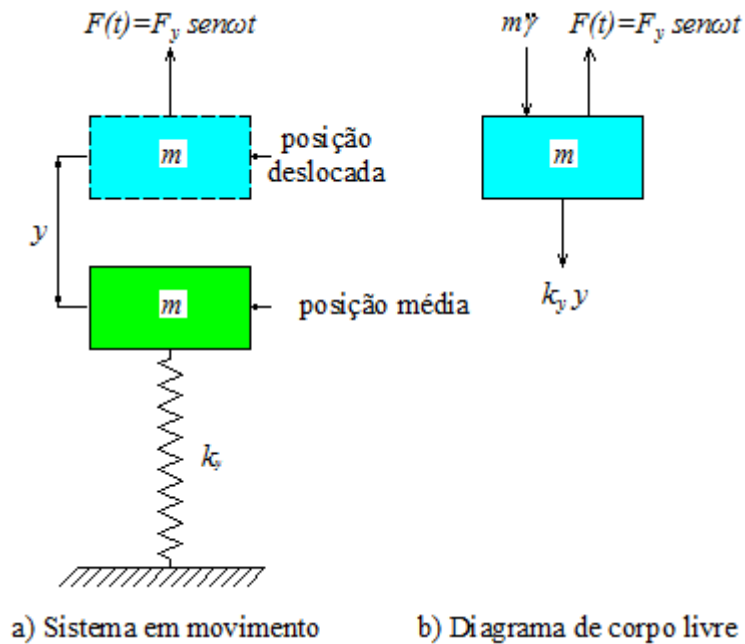 F(t)=F_y senωt
m
posição
deslocada
y
m
posição média
k_y
a) Sistema em movimento
mÿ
F(t)=F_y senωt
m
k_y y
b) Diagrama de corpo livre